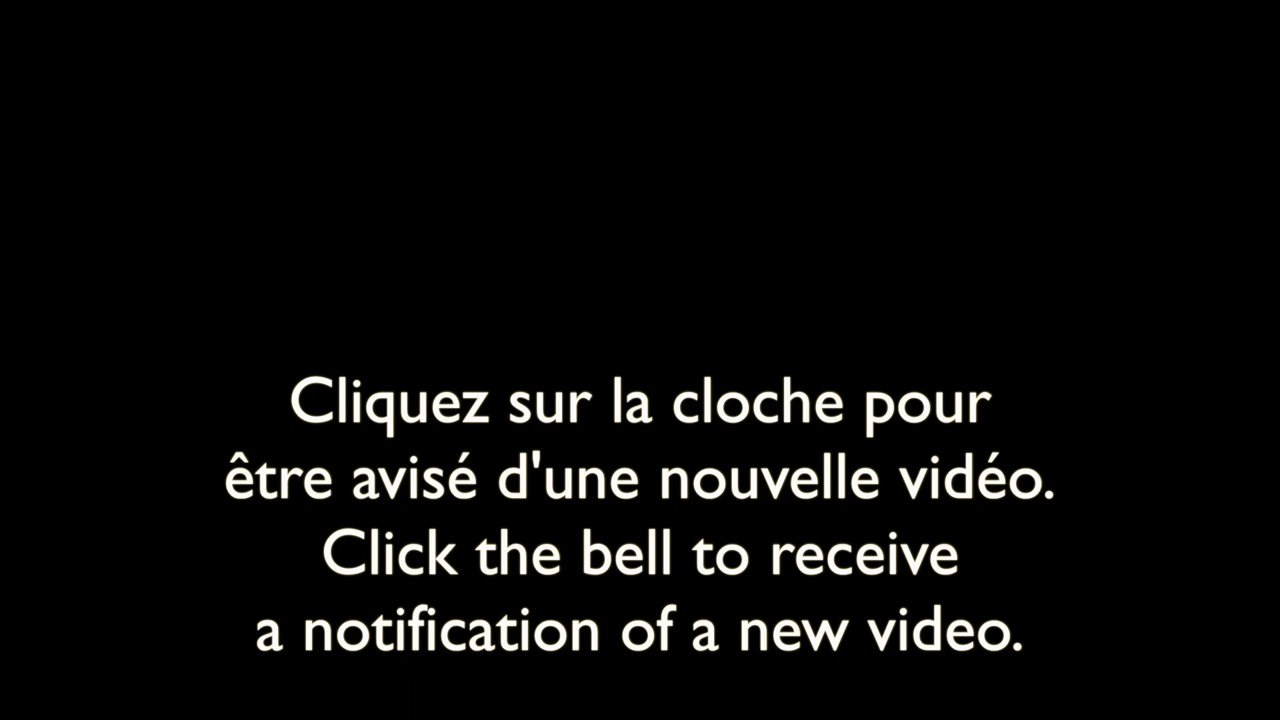 Cliquez sur la cloche pour
être avisé d'une nouvelle vidéo.
Click the bell to receive
a notification of a new video.